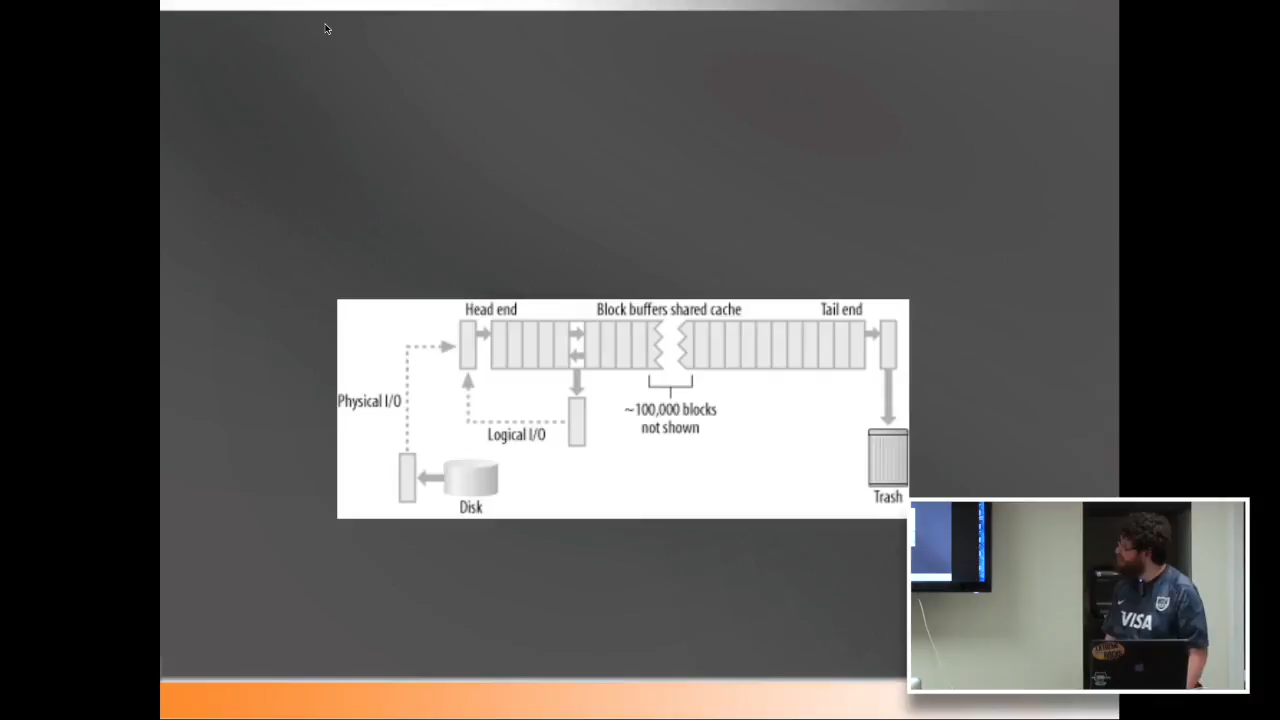 Head end
Block buffers shared cache
Tail end
Physical I/O
~100,000 blocks
not shown
Logical I/O
Disk
Trash
VISA